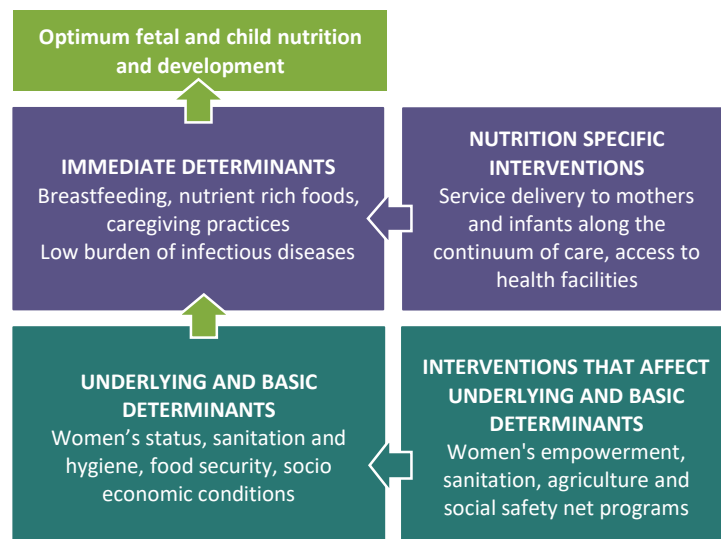 Optimum fetal and child nutrition
and development
IMMEDIATE DETERMINANTS
Breastfeeding, nutrient rich foods,
caregiving practices
Low burden of infectious diseases
NUTRITION SPECIFIC
INTERVENTIONS
Service delivery to mothers
and infants along the
continuum of care, access to
health facilities
UNDERLYING AND BASIC
DETERMINANTS
Women’s status, sanitation and
hygiene, food security, socio
economic conditions
INTERVENTIONS THAT AFFECT
UNDERLYING AND BASIC
DETERMINANTS
Women's empowerment,
sanitation, agriculture and
social safety net programs